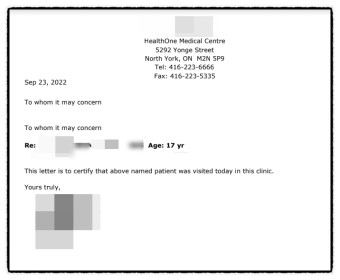 HealthOne Medical Centre
5292 Yonge Street
North York, ON M2N 5P9
Tel: 416-223-6666
Fax: 416-223-5335
Sep 23, 2022
To whom it may concern
To whom it may concern
Re: Age: 17 yr
This letter is to certify that above named patient was visited today in this clinic.
Yours truly,